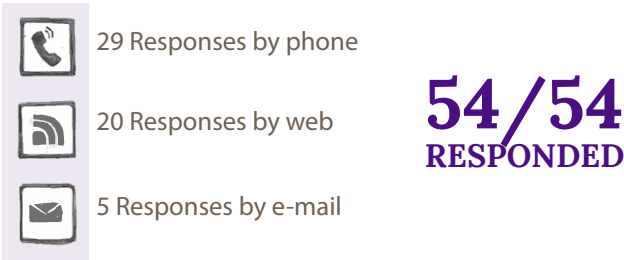 29 Responses by phone
20 Responses by web
5 Responses by e-mail
54/54
RESPONDED